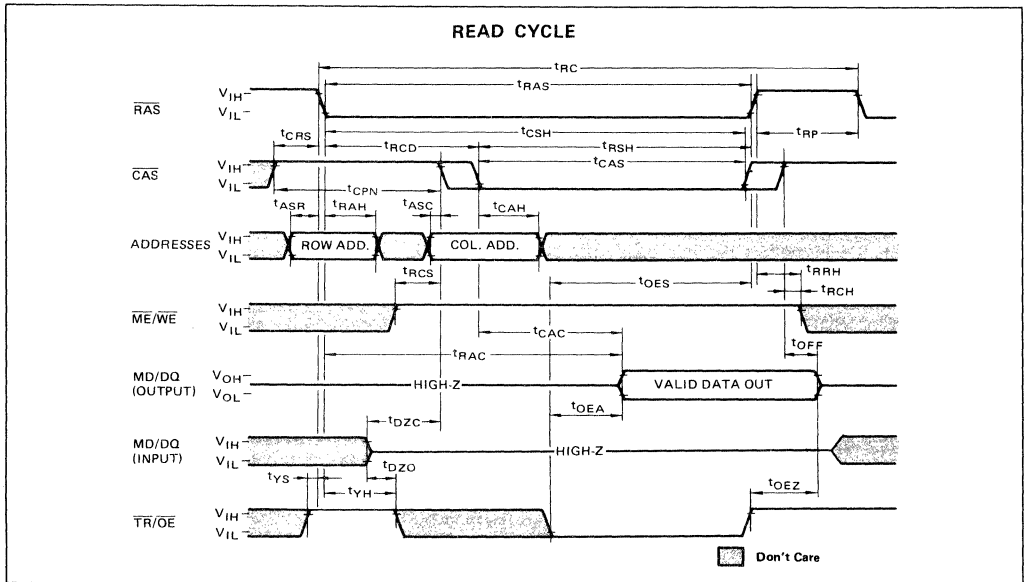 READ CYCLE
tRC
tRAS
RAS VIH
VIL
tCRS
tCSH
tRP
tRCD
tRSH
tCAS
CAS VIH
VIL
tCPN
tASR
tRAH
tASC
tCAH
ADDRESSES VIH
VIL
ROW ADD.
COL. ADD.
tRCS
tOES
tRRH
tRCH
ME/WE VIH
VIL
tCAC
tOFF
tRAC
MD/DQ (OUTPUT) VOH
VOL
HIGH-Z
VALID DATA OUT
tOEA
tDZC
MD/DQ (INPUT) VIH
VIL
HIGH-Z
tDZO
tYS
tYH
tOEZ
TR/OE VIH
VIL
Don't Care